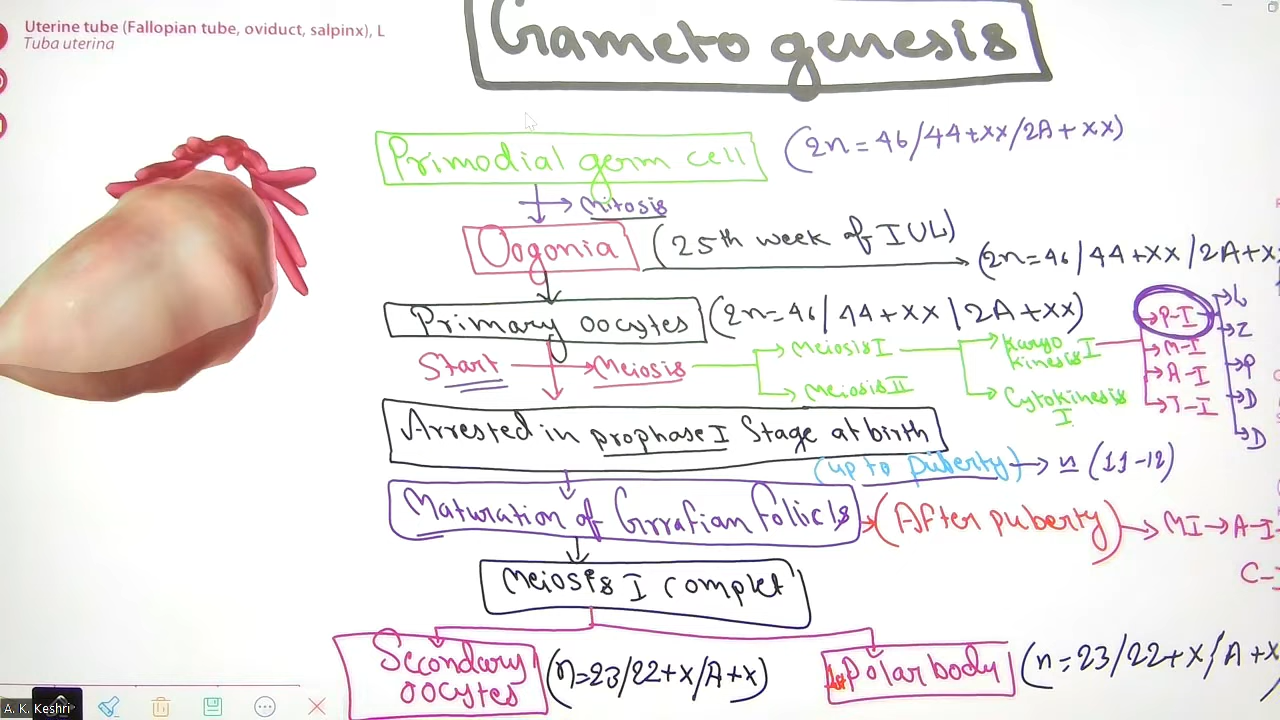 Uterine tube (Fallopian tube, oviduct, salpinx), L
Tuba uterina
Gameto genesis
Primodial germ cell (2n=46/44+xx/2A+xx)
Mitosis
Oogonia (25th week of IUL)
(2n=46/44+xx/2A+x
Primary oocytes (2n=46/44+xx/2A+xx)
Start Meiosis
Meiosis I
Meiosis II
Karyo kinesis I
Cytokinesis I
P-I
M-I
A-I
T-I
L
Z
P
D
D
Arrested in prophase I Stage at birth
(up to puberty) n (11-12)
Maturation of Grrafian follicls (After puberty) MI A-I
C-I
Meiosis I complet
Secondary oocytes (n=23/22+x/A+x)
1st Polar body (n=23/22+x/A+x
A. K. Keshri